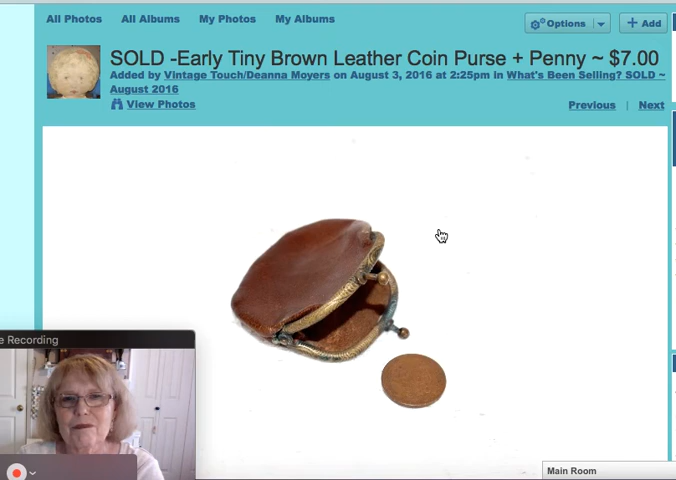 All Photos All Albums My Photos My Albums
Options + Add
SOLD -Early Tiny Brown Leather Coin Purse + Penny ~ $7.00
Added by Vintage Touch/Deanna Moyers on August 3, 2016 at 2:25pm in What's Been Selling? SOLD ~
August 2016
View Photos
Previous | Next
e Recording
Main Room